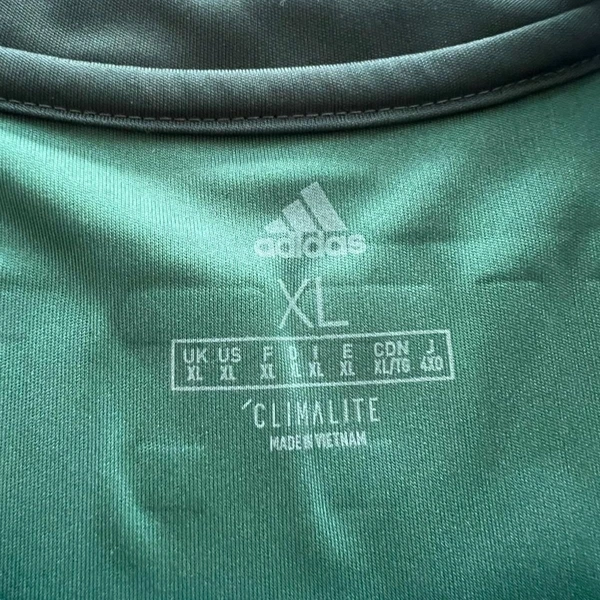 adidas
XL
UK US F D I E CDN J
XL XL XL XL XL XL XL/TG 4XO
CLIMALITE
MADE IN VIETNAM